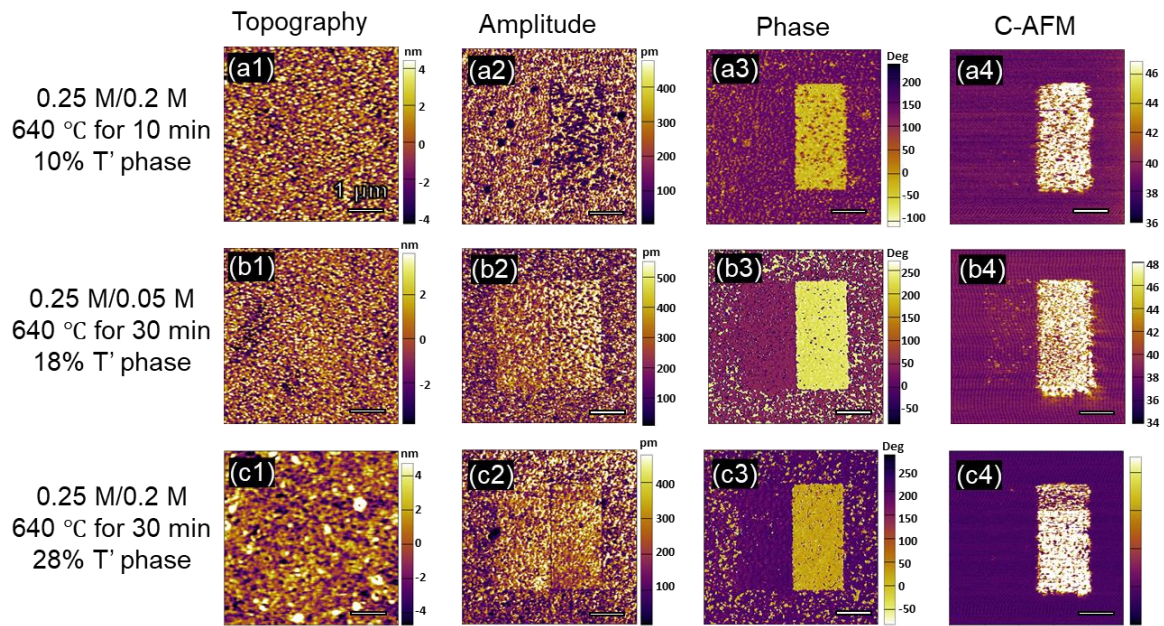 Topography Amplitude Phase C-AFM
0.25 M/0.2 M
640 ℃ for 10 min
10% T’ phase
(a1)
nm
4
2
0
-2
-4
1 µm
(a2)
pm
400
300
200
100
(a3)
Deg
200
150
100
50
0
-50
-100
(a4)
46
44
42
40
38
36
0.25 M/0.05 M
640 ℃ for 30 min
18% T’ phase
(b1)
nm
2
0
-2
(b2)
pm
500
400
300
200
100
(b3)
Deg
250
200
150
100
50
0
-50
(b4)
48
46
44
42
40
38
36
34
0.25 M/0.2 M
640 ℃ for 30 min
28% T’ phase
(c1)
nm
4
2
0
-2
-4
(c2)
pm
400
300
200
100
(c3)
Deg
250
200
150
100
50
0
-50
(c4)